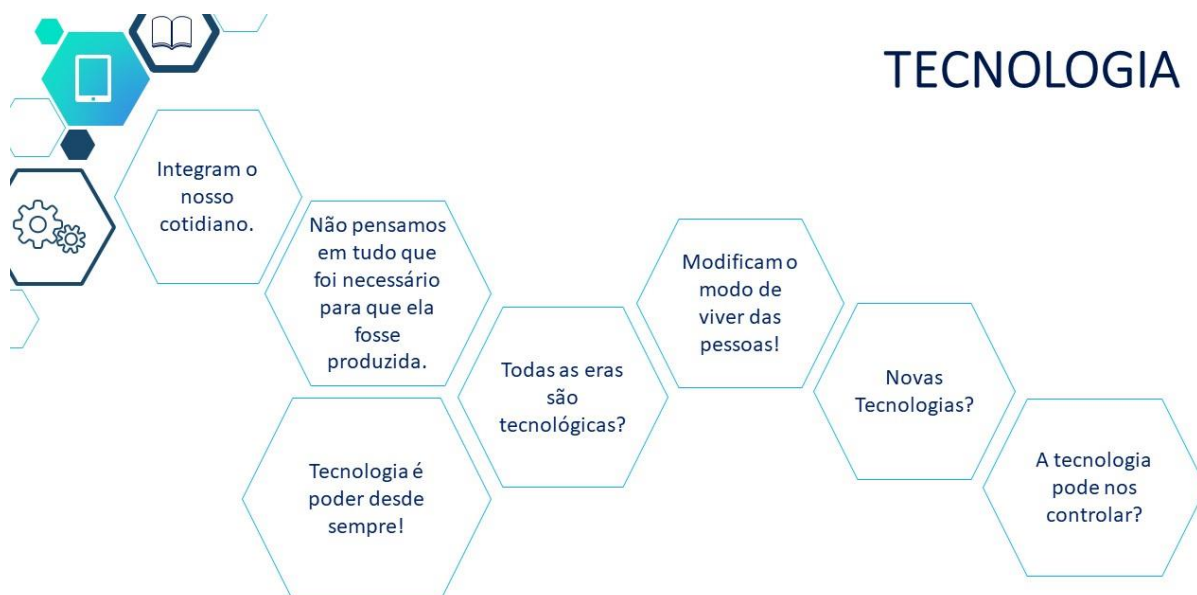 TECNOLOGIA
Integram o
nosso
cotidiano.
Não pensamos
em tudo que
foi necessário
para que ela
fosse
produzida.
Tecnologia é
poder desde
sempre!
Todas as eras
são
tecnológicas?
Modificam o
modo de
viver das
pessoas!
Novas
Tecnologias?
A tecnologia
pode nos
controlar?